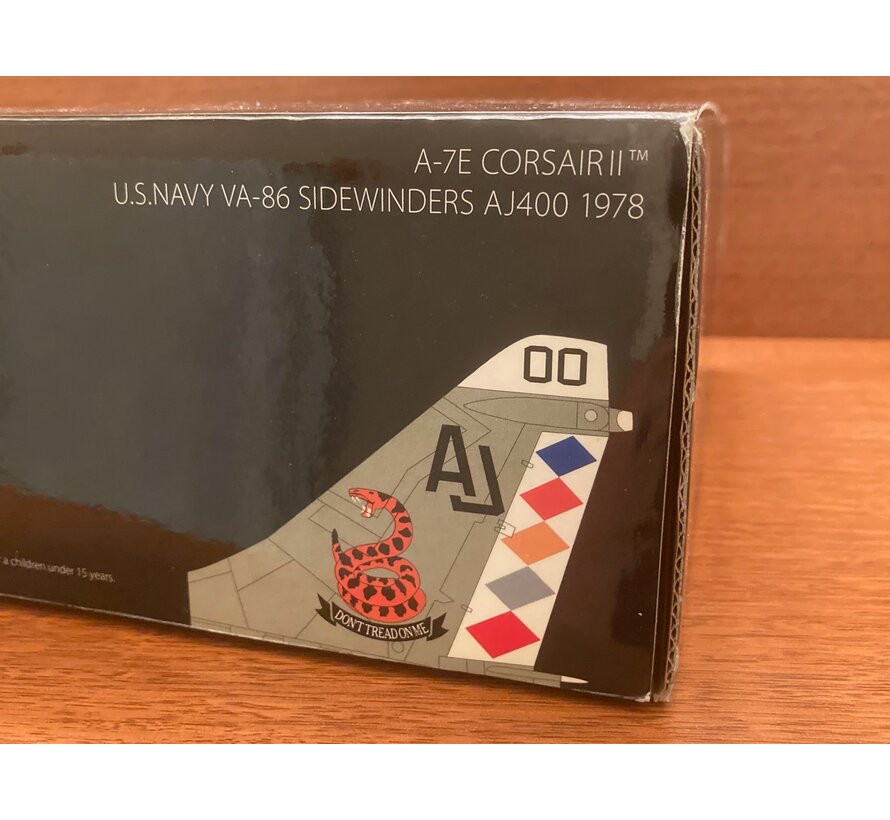 A-7E CORSAIR II™
U.S.NAVY VA-86 SIDEWINDERS AJ400 1978
00
AJ
DON'T TREAD ON ME
a children under 15 years.